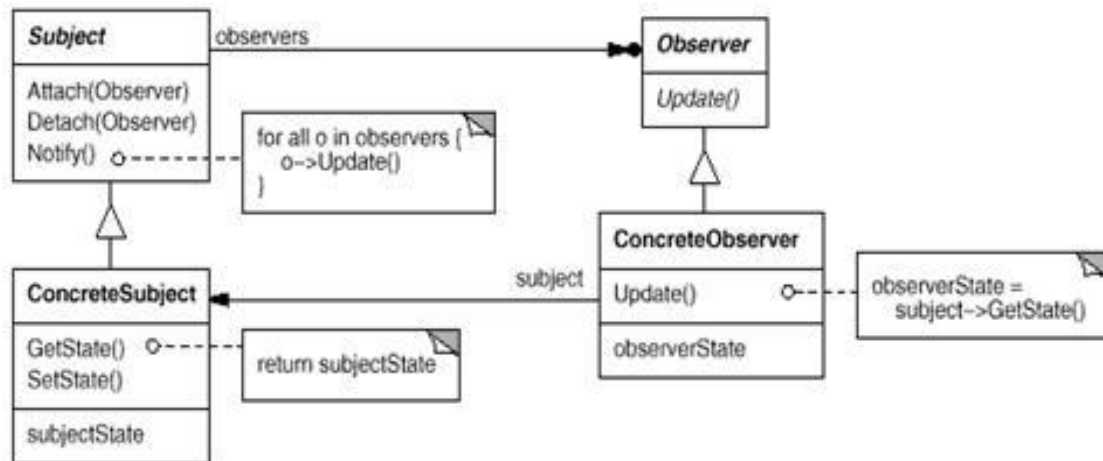 Subject
observers
Observer
Attach(Observer)
Detach(Observer)
Notify()
Update()
for all o in observers {
o->Update()
}
ConcreteObserver
Update()
observerState
observerState =
subject->GetState()
subject
ConcreteSubject
GetState()
SetState()
subjectState
return subjectState